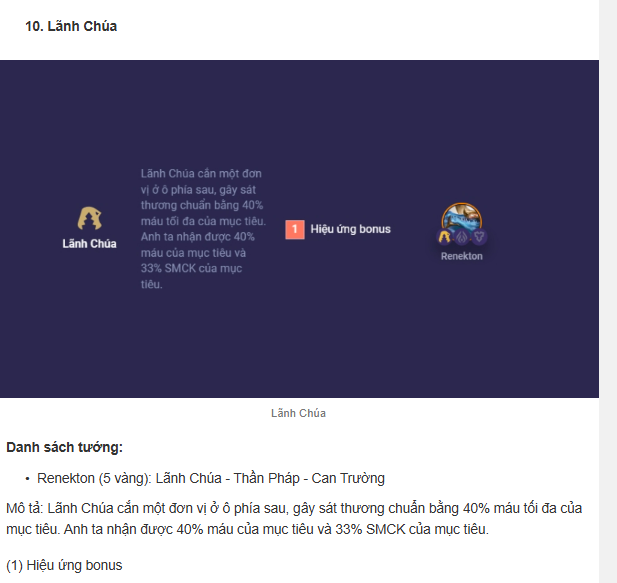 10. Lãnh Chúa
Lãnh Chúa
Lãnh Chúa cắn một đơn
vị ở ô phía sau, gây sát
thương chuẩn bằng 40%
máu tối đa của mục tiêu.
Anh ta nhận được 40%
máu của mục tiêu và
33% SMCK của mục
tiêu.
1 Hiệu ứng bonus
Renekton
Lãnh Chúa
Danh sách tướng:
• Renekton (5 vàng): Lãnh Chúa - Thần Pháp - Can Trường
Mô tả: Lãnh Chúa cắn một đơn vị ở ô phía sau, gây sát thương chuẩn bằng 40% máu tối đa của
mục tiêu. Anh ta nhận được 40% máu của mục tiêu và 33% SMCK của mục tiêu.
(1) Hiệu ứng bonus